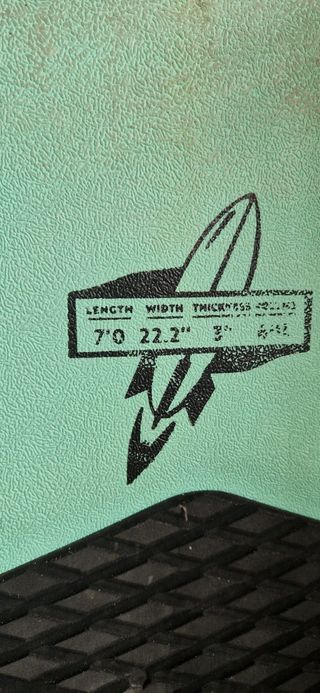 LENGTH WIDTH THICKNESS
7'0 22.2" 3"